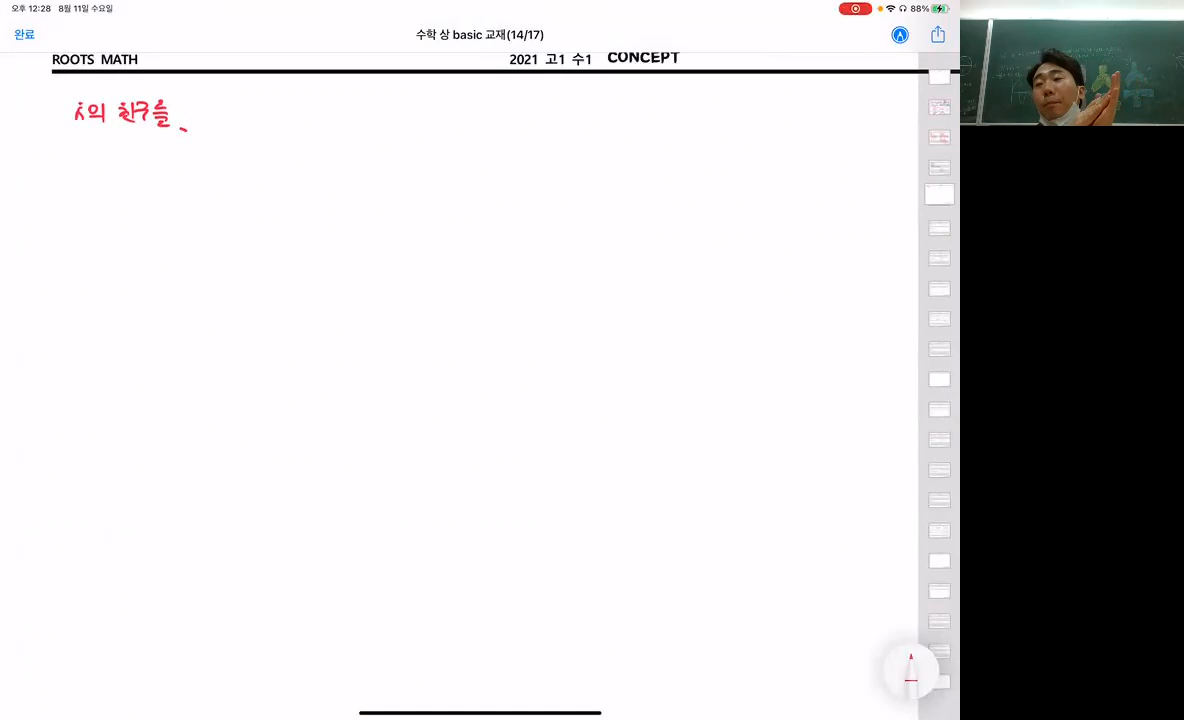 오후 12:28 8월 11일 수요일
88%
완료
수학 상 basic 교재(14/17)
ROOTS MATH
2021 고1 수1 CONCEPT
i의 친구들